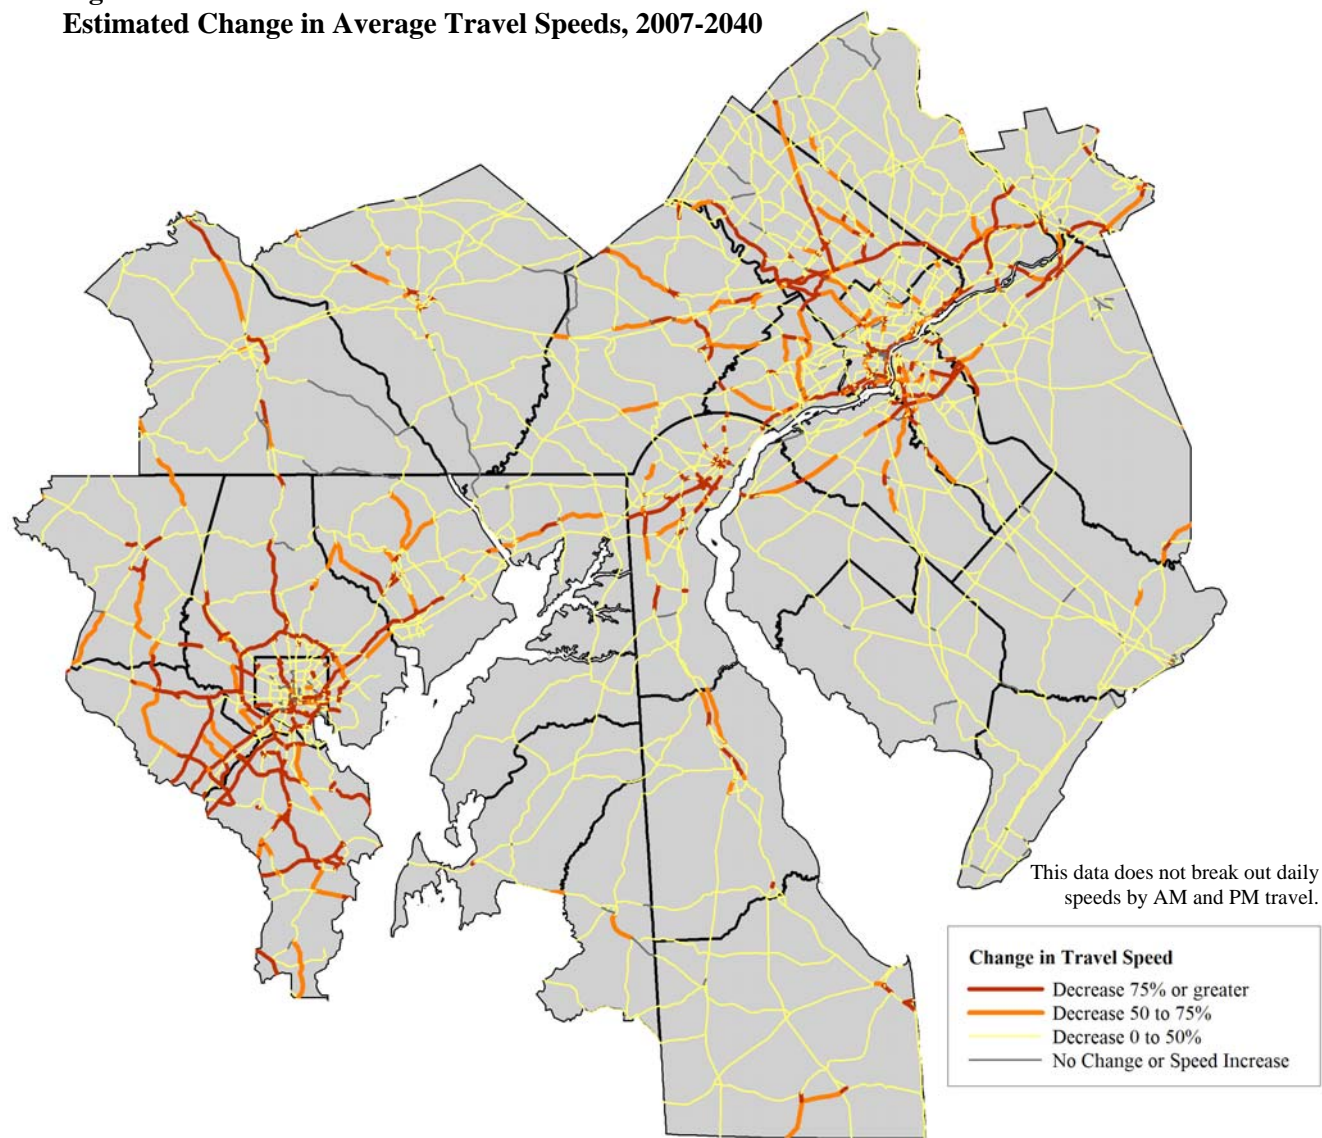 Estimated Change in Average Travel Speeds, 2007-2040
This data does not break out daily
speeds by AM and PM travel.
Change in Travel Speed
Decrease 75% or greater
Decrease 50 to 75%
Decrease 0 to 50%
No Change or Speed Increase